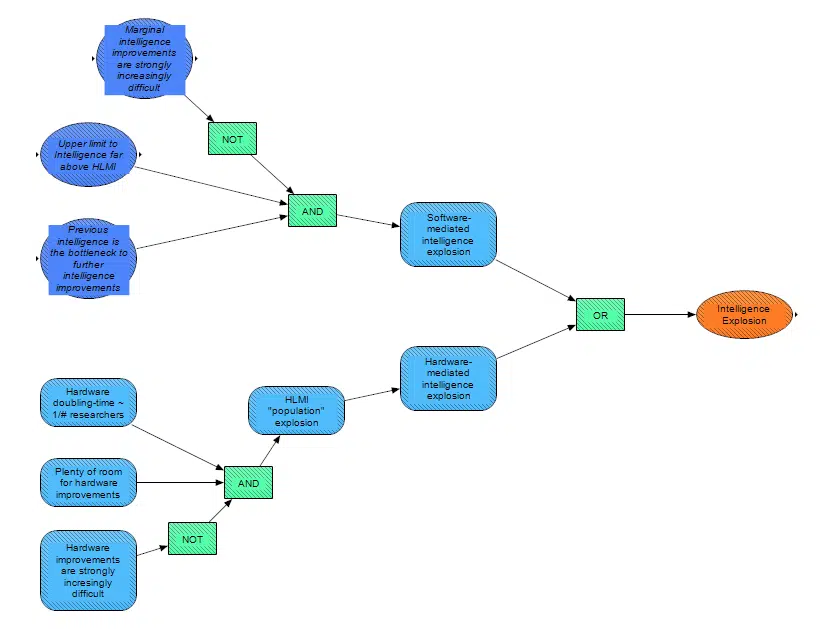 Marginal
intelligence
improvements
are strongly
increasingly
difficult
NOT
Upper limit to
Intelligence far
above HLMI
AND
Previous
intelligence is
the bottleneck to
further
intelligence
improvements
Software-
mediated
intelligence
explosion
OR
Intelligence
Explosion
Hardware-
mediated
intelligence
explosion
HLMI
"population"
explosion
Hardware
doubling-time ~
1/# researchers
Plenty of room
for hardware
improvements
AND
NOT
Hardware
improvements
are strongly
incresingly
difficult